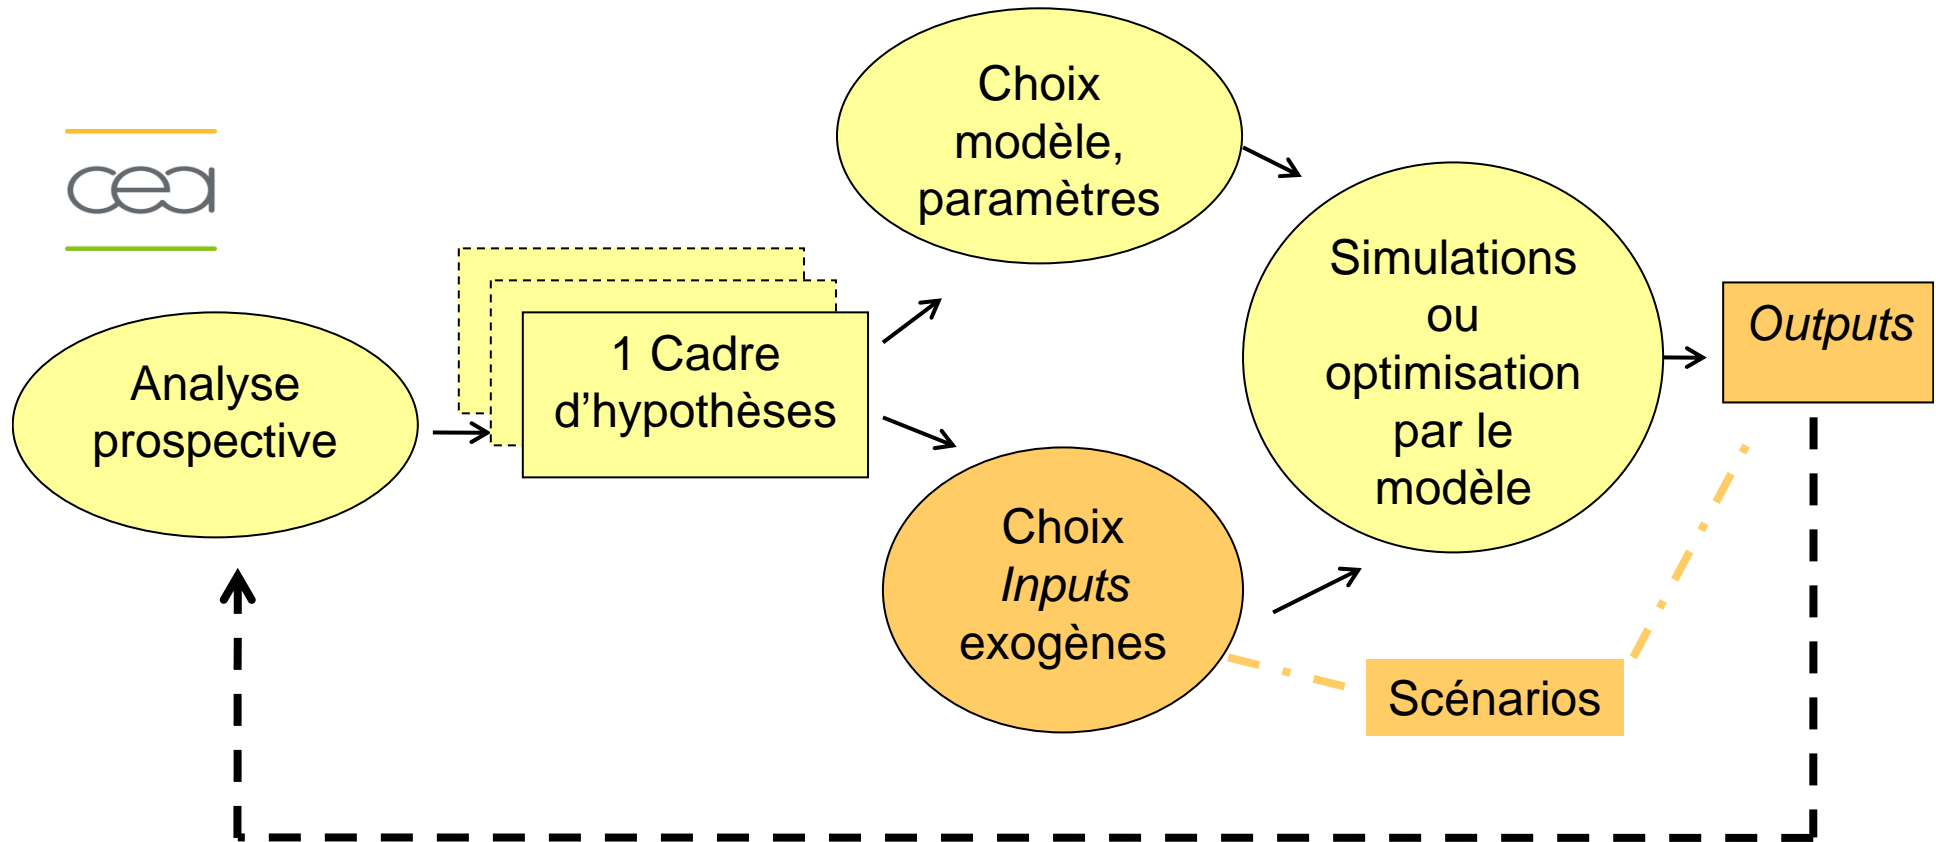 cea
Analyse
prospective
1 Cadre
d’hypothèses
Choix
modèle,
paramètres
Choix
Inputs
exogènes
Simulations
ou
optimisation
par le
modèle
Outputs
Scénarios